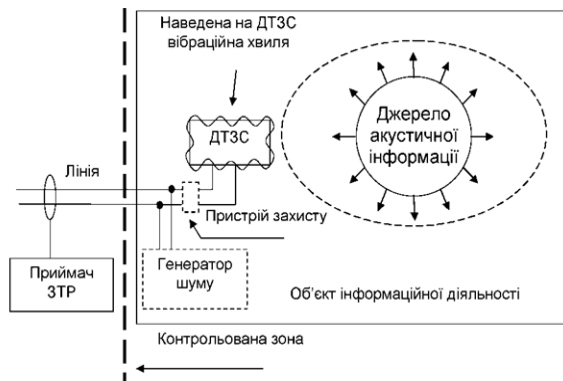 Наведена на ДТЗС
вібраційна хвиля
ДТЗС
Джерело
акустичної
інформації
Лінія
Пристрій захисту
Генератор
шуму
Приймач
ЗТР
Об'єкт інформаційної діяльності
Контрольована зона